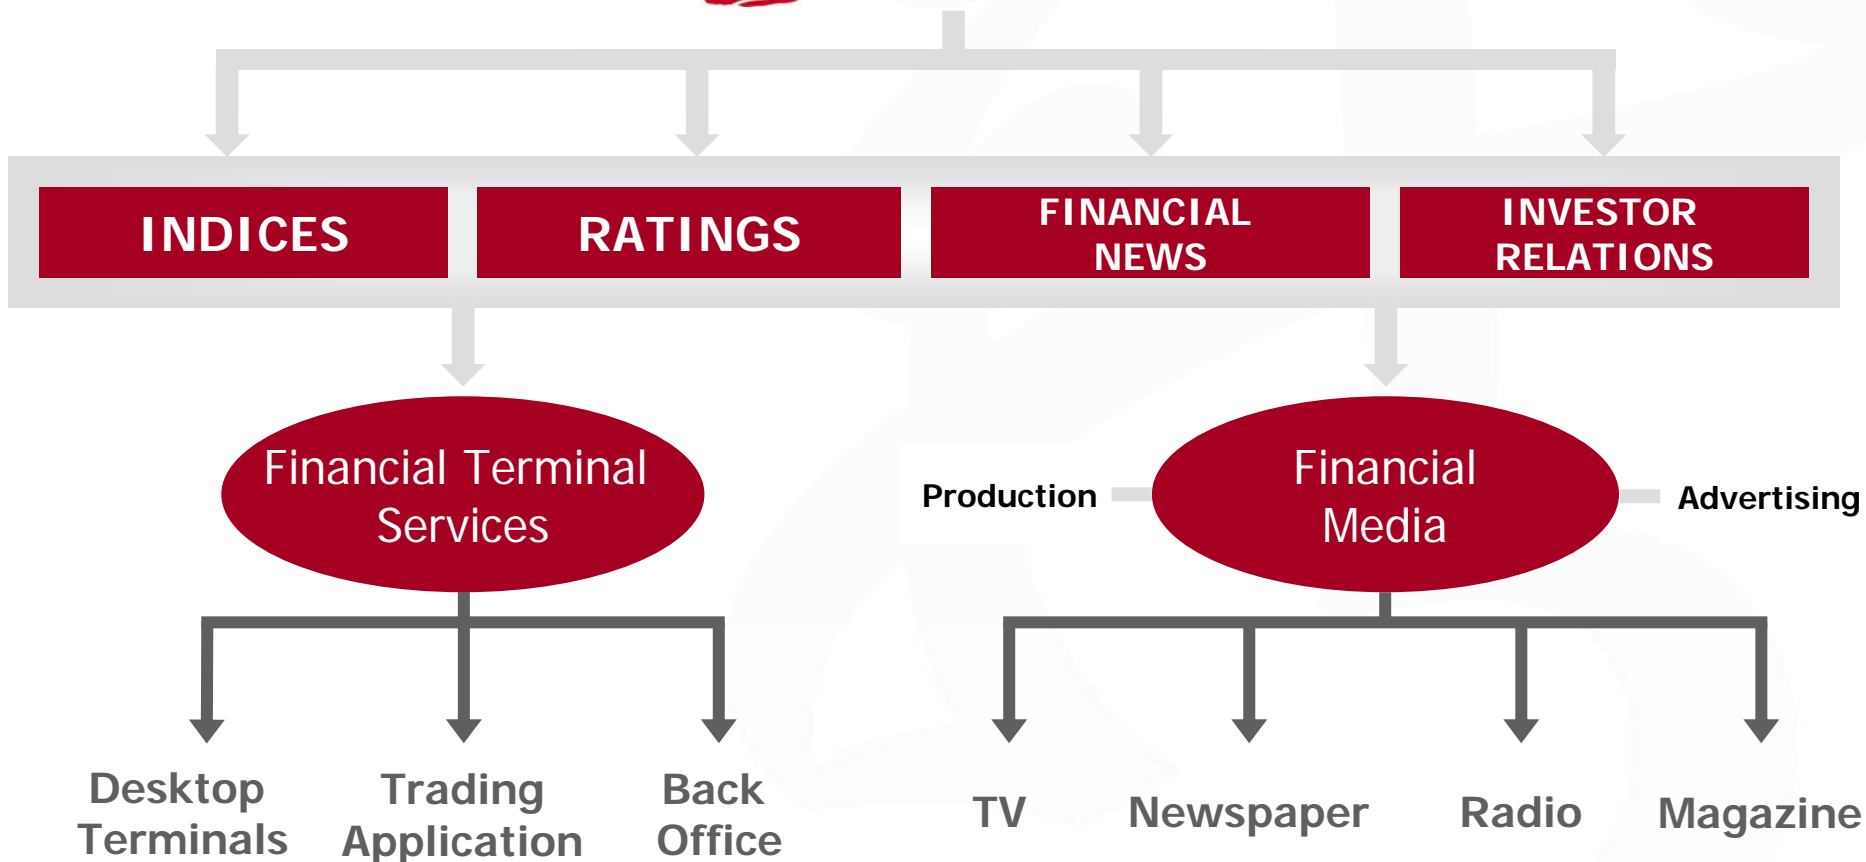 INDICES
RATINGS
FINANCIAL
NEWS
INVESTOR
RELATIONS
Financial Terminal
Services
Production
Financial
Media
Advertising
Desktop
Terminals
Trading
Application
Back
Office
TV
Newspaper
Radio
Magazine